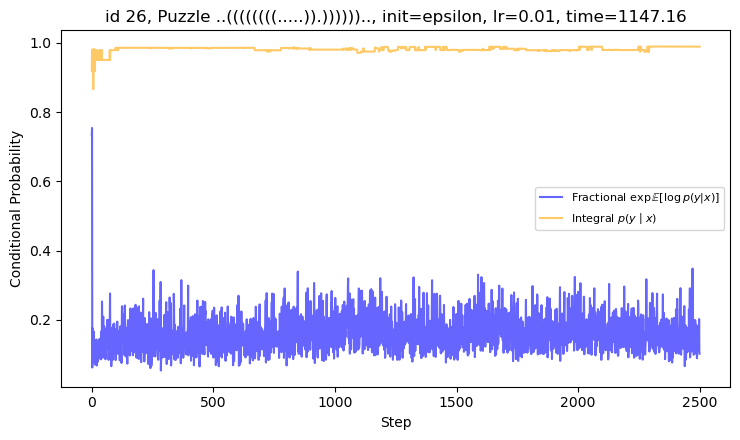 id 26, Puzzle ..((((((((.....)).))))))..., init=epsilon, lr=0.01, time=1147.16
1.0
0.8
0.6
0.4
0.2
Conditional Probability
Fractional exp𝔼[log p(y|x)]
Integral p(y | x)
0
500
1000
1500
2000
2500
Step